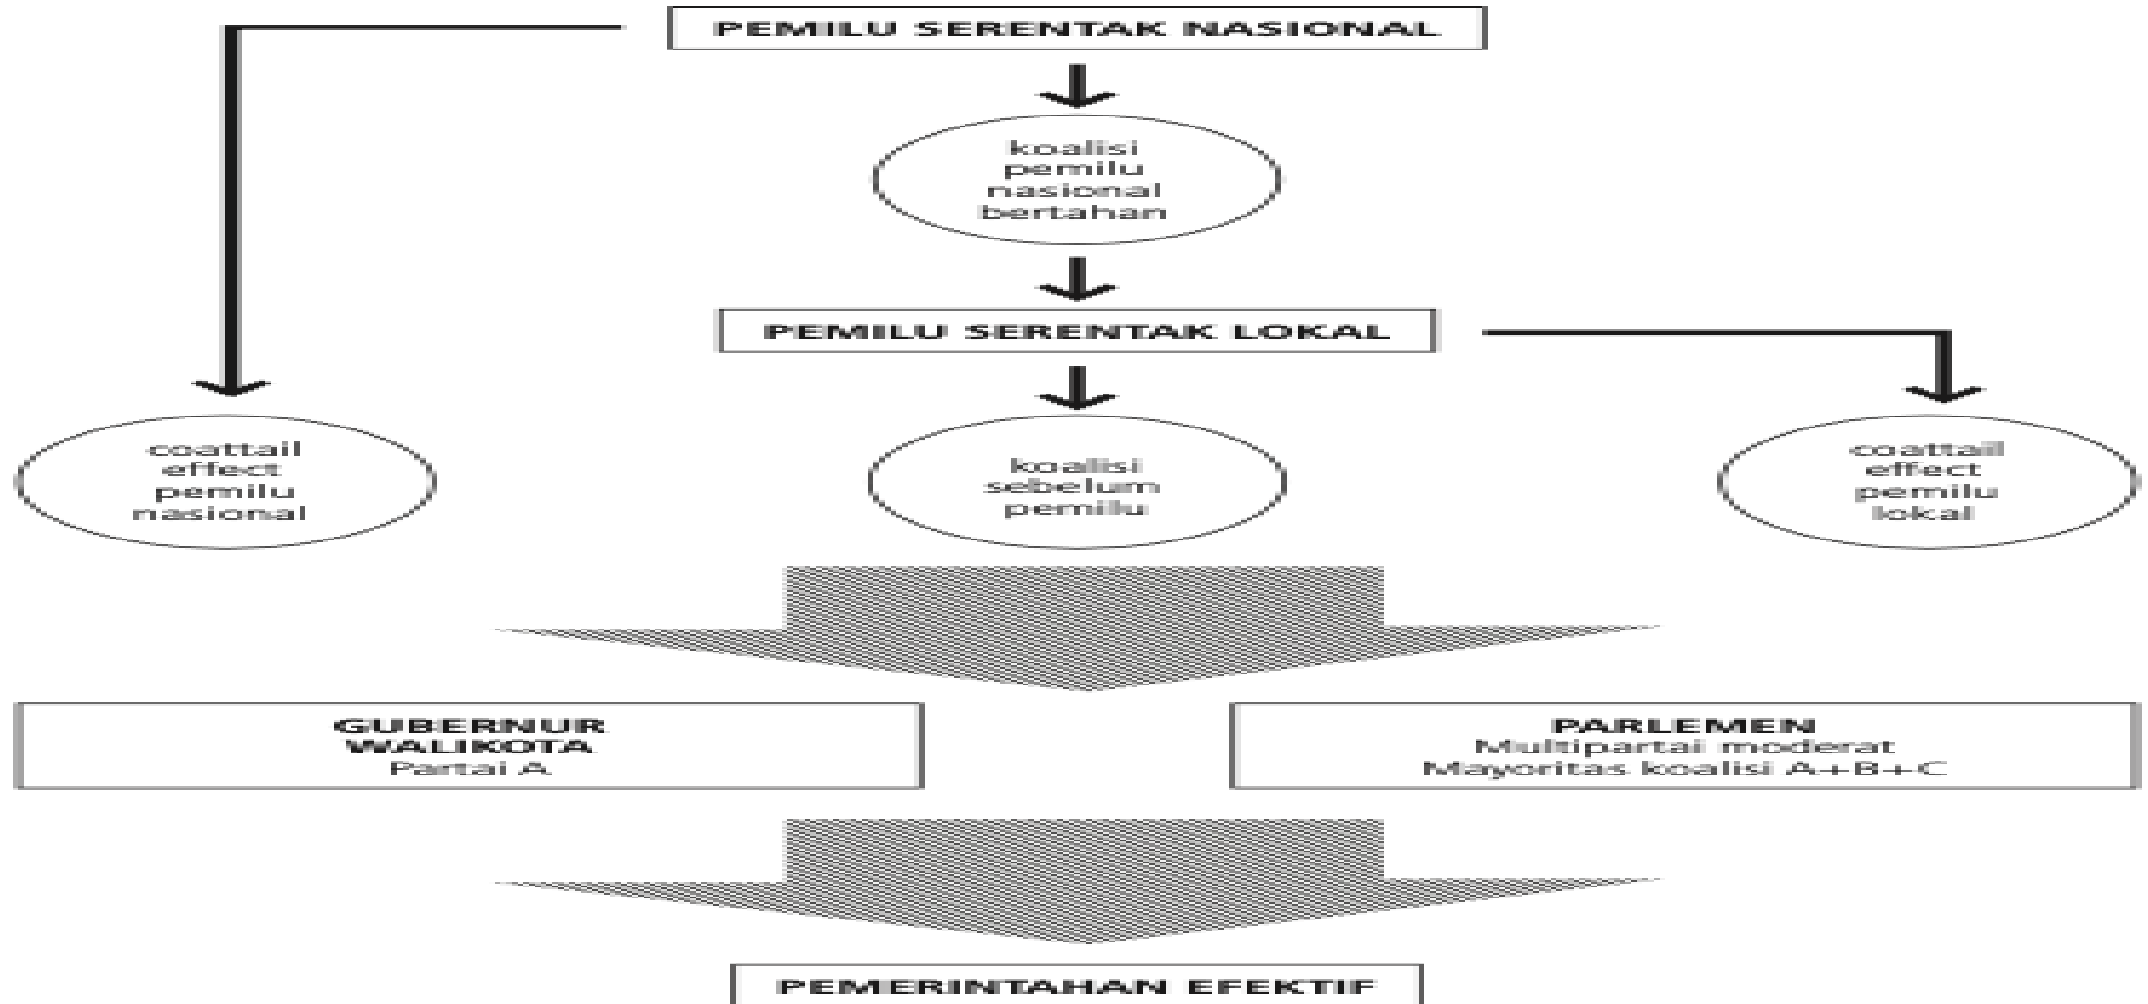 PEMILU SERENTAK NASIONAL
koalisi
pemilu
nasional
bertahan
PEMILU SERENTAK LOKAL
coattail
effect
pemilu
nasional
koalisi
sebelum
pemilu
coattail
effect
pemilu
lokal
GUBERNUR
WALIKOTA
Partai A
PARLEMEN
Multipartai moderat
Mayoritas koalisi A+B+C
PEMERINTAHAN EFEKTIF